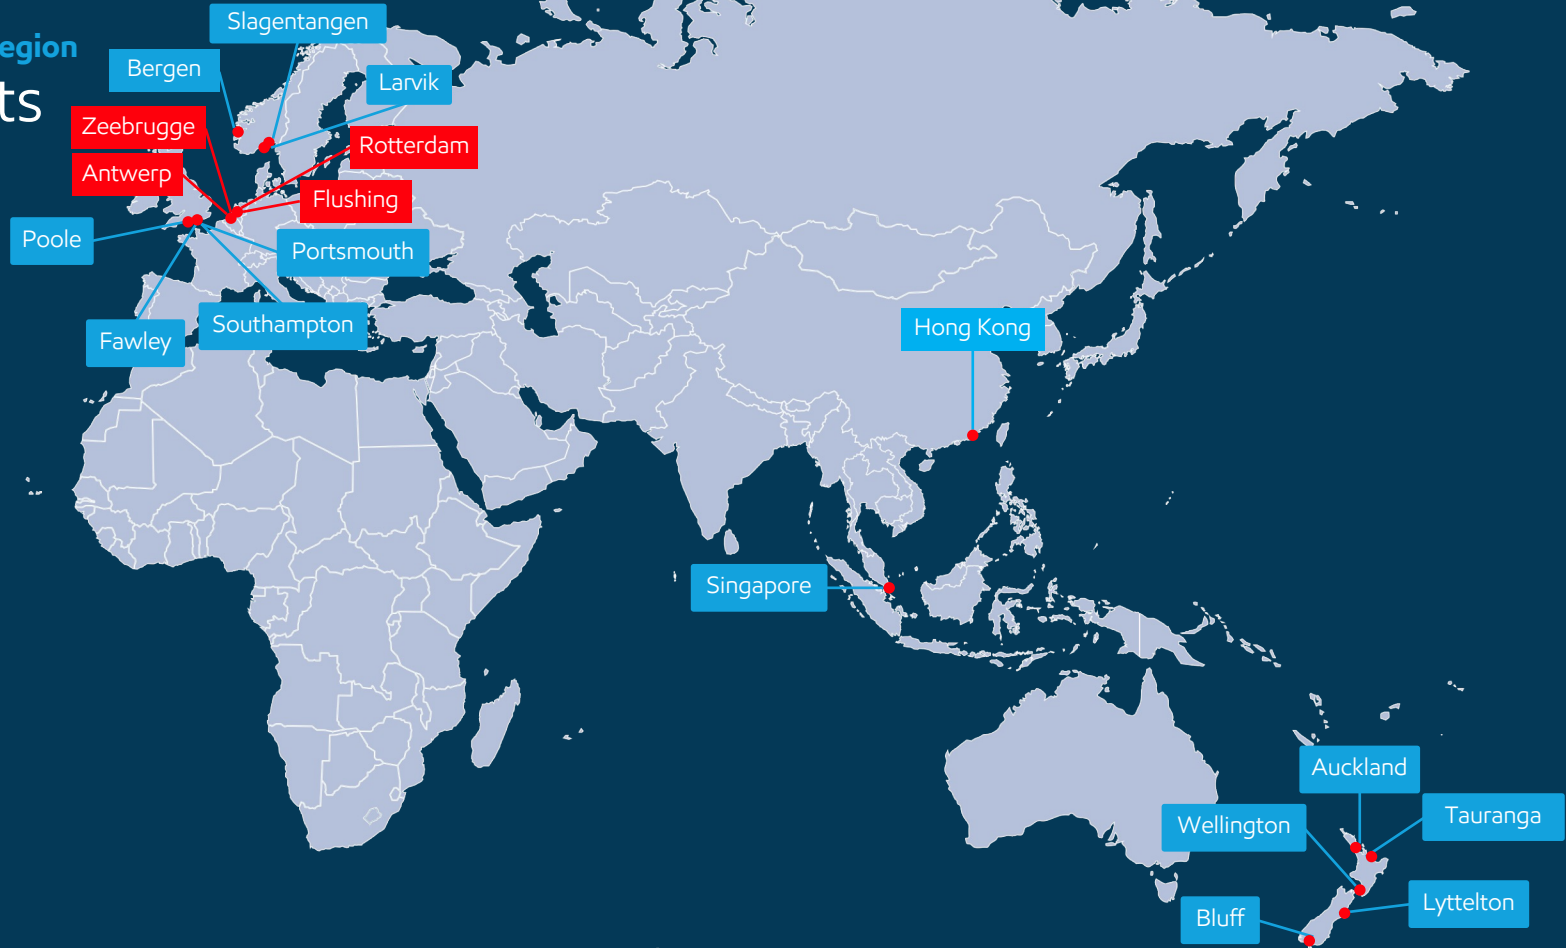 Slagentangen
egion
Bergen
ts
Larvik
Zeebrugge
Rotterdam
Antwerp
Flushing
Poole
Portsmouth
Southampton
Fawley
Hong Kong
Singapore
Auckland
Tauranga
Wellington
Lyttelton
Bluff